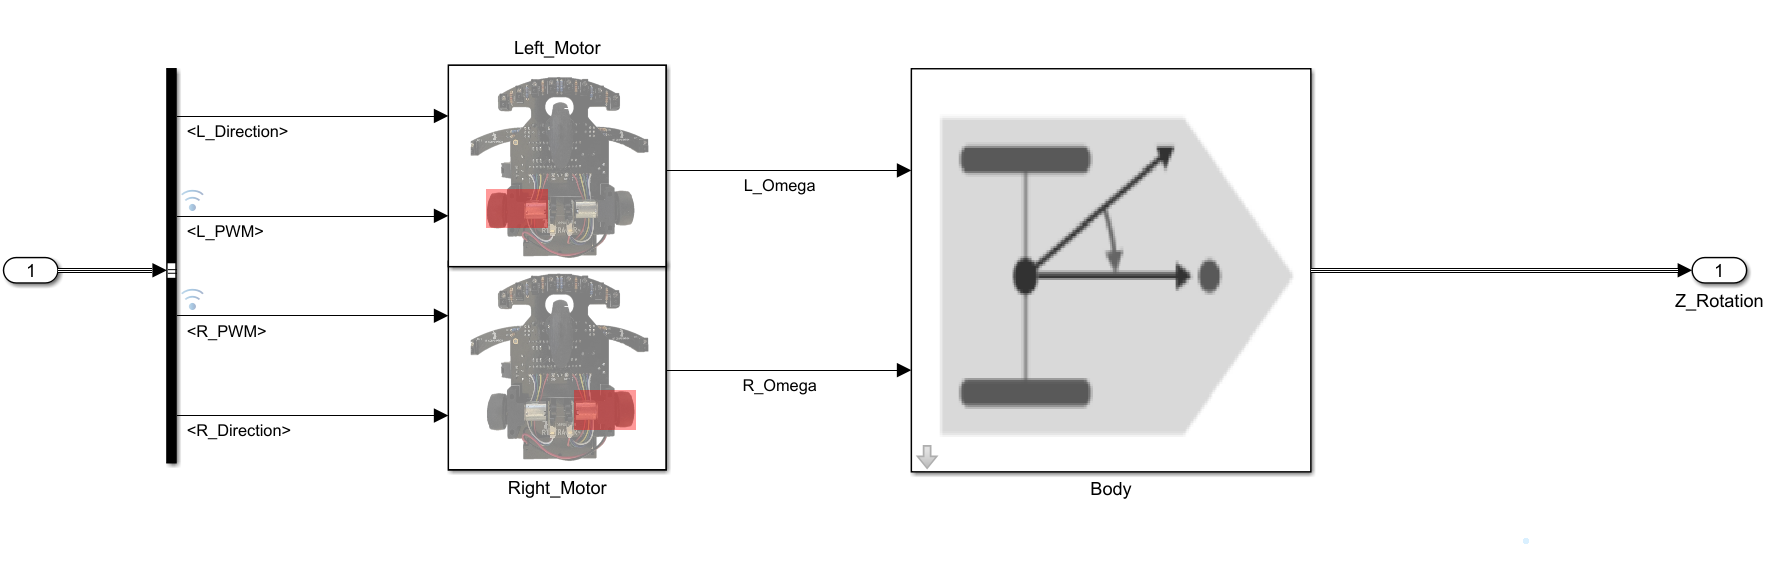 Left_Motor
<L_Direction>
<L_PWM>
<R_PWM>
<R_Direction>
1
L_Omega
R_Omega
Right_Motor
Body
1
Z_Rotation